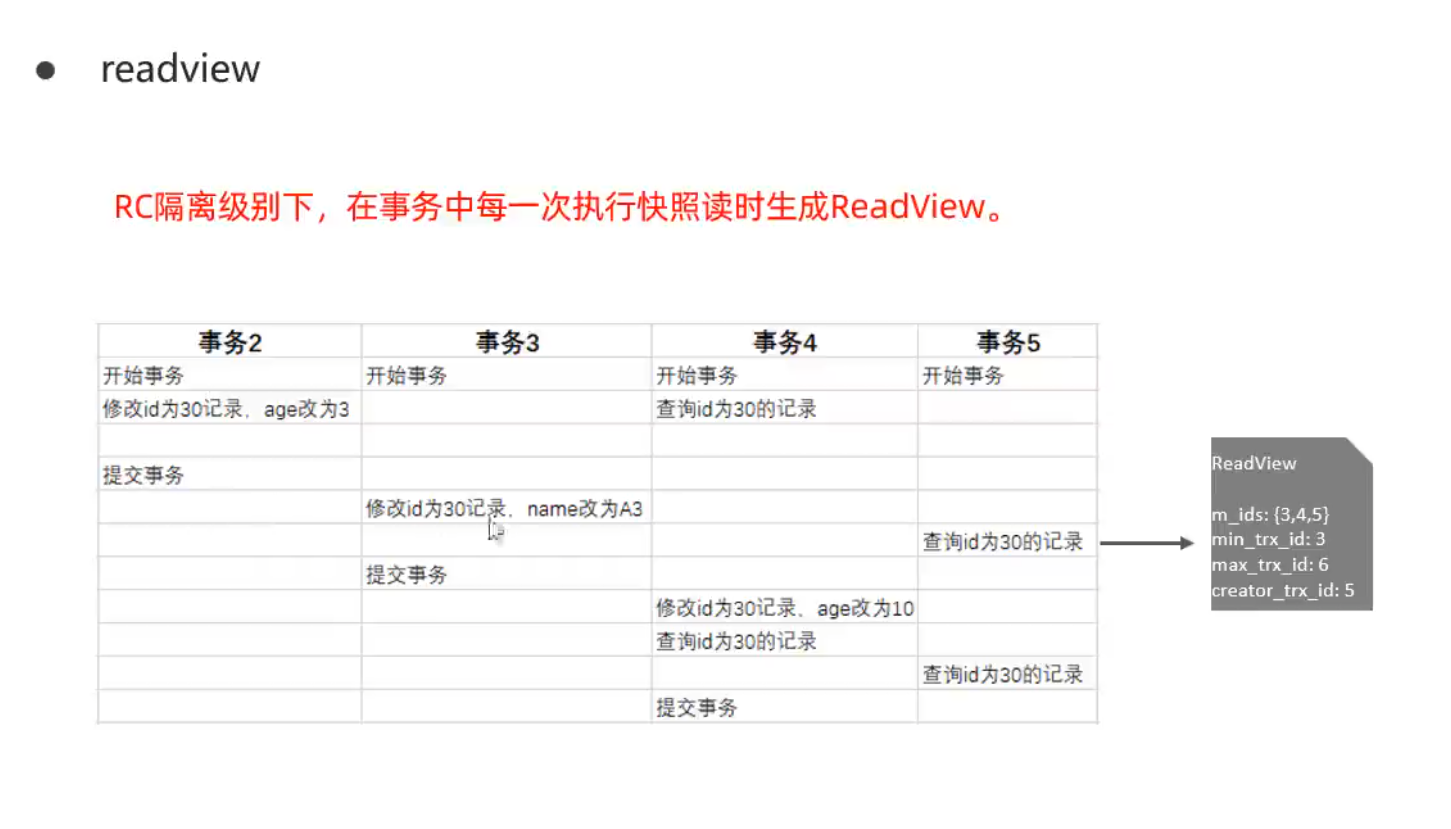 readview
RC隔离级别下，在事务中每一次执行快照读时生成ReadView。
事务2 事务3 事务4 事务5
开始事务 开始事务 开始事务 开始事务
修改id为30记录，age改为3 查询id为30的记录
提交事务
修改id为30记录，name改为A3
查询id为30的记录
提交事务
修改id为30记录、age改为10
查询id为30的记录
查询id为30的记录
提交事务
ReadView
m_ids: {3,4,5}
min_trx_id: 3
max_trx_id: 6
creator_trx_id: 5